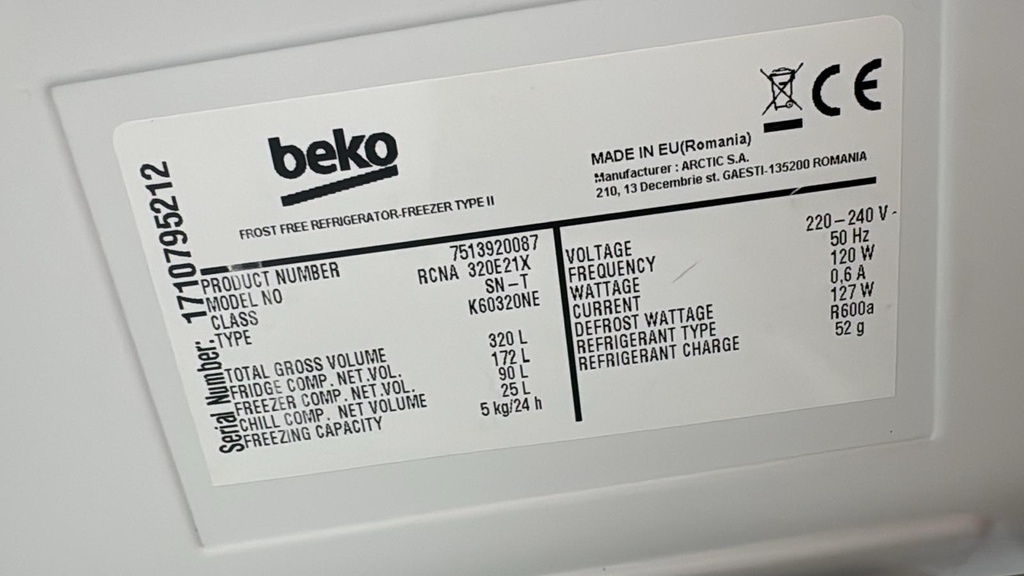 beko
CE
MADE IN EU(Romania)
Manufacturer : ARCTIC S.A.
210, 13 Decembrie st. GAESTI-135200 ROMANIA
FROST FREE REFRIGERATOR-FREEZER TYPE II
Serial Number: 1710795212
PRODUCT NUMBER 7513920087
MODEL NO RCNA 320E21X
CLASS SN-T
TYPE K60320NE
TOTAL GROSS VOLUME 320 L
FRIDGE COMP. NET.VOL. 172 L
FREEZER COMP. NET.VOL. 90 L
CHILL COMP. NET VOLUME 25 L
FREEZING CAPACITY 5 kg/24 h
VOLTAGE 220-240 V-
FREQUENCY 50 Hz
WATTAGE 120 W
CURRENT 0,6 A
DEFROST WATTAGE 127 W
REFRIGERANT TYPE R600a
REFRIGERANT CHARGE 52 g